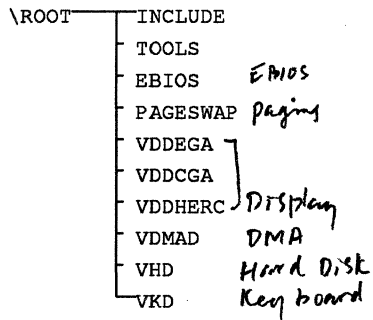 \ROOT INCLUDE
TOOLS
EBIOS EBIOS
PAGESWAP paging
VDDEGA
VDDCGA
VDDHERC Display
VDMAD DMA
VHD Hard Disk
VKD Keyboard